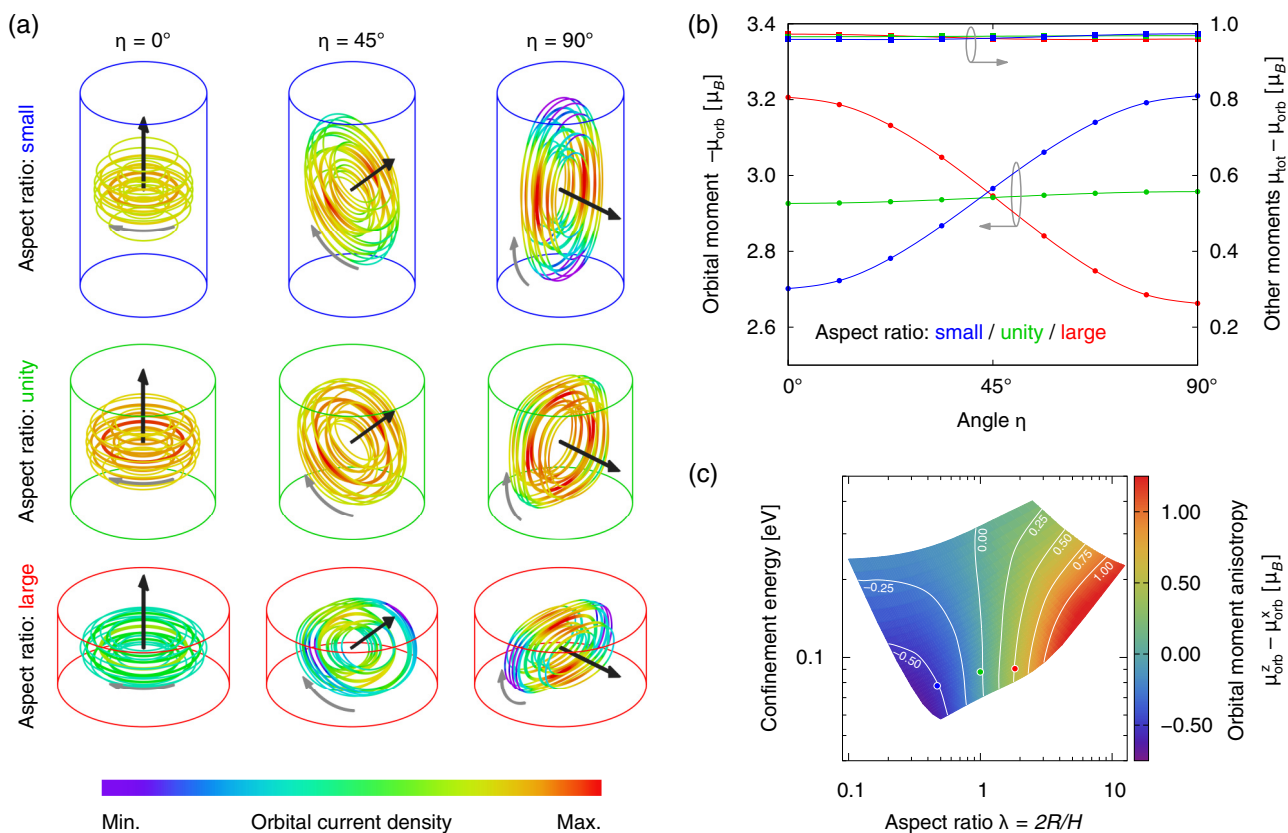 (a)
η = 0°
η = 45°
η = 90°
Aspect ratio: small
Aspect ratio: unity
Aspect ratio: large
Min.
Orbital current density
Max.
(b)
3.4
3.2
3.0
2.8
2.6
Orbital moment −μorb [μB]
1.0
0.8
0.6
0.4
0.2
Other moments μtot − μorb [μB]
Aspect ratio: small / unity / large
0°
45°
90°
Angle η
(c)
Confinement energy [eV]
0.1
−0.25
−0.50
0.00
0.25
0.50
0.75
1.00
0.1
1
10
Aspect ratio λ = 2R/H
1.00
0.50
0.00
−0.50
Orbital moment anisotropy
μzorb − μxorb [μB]